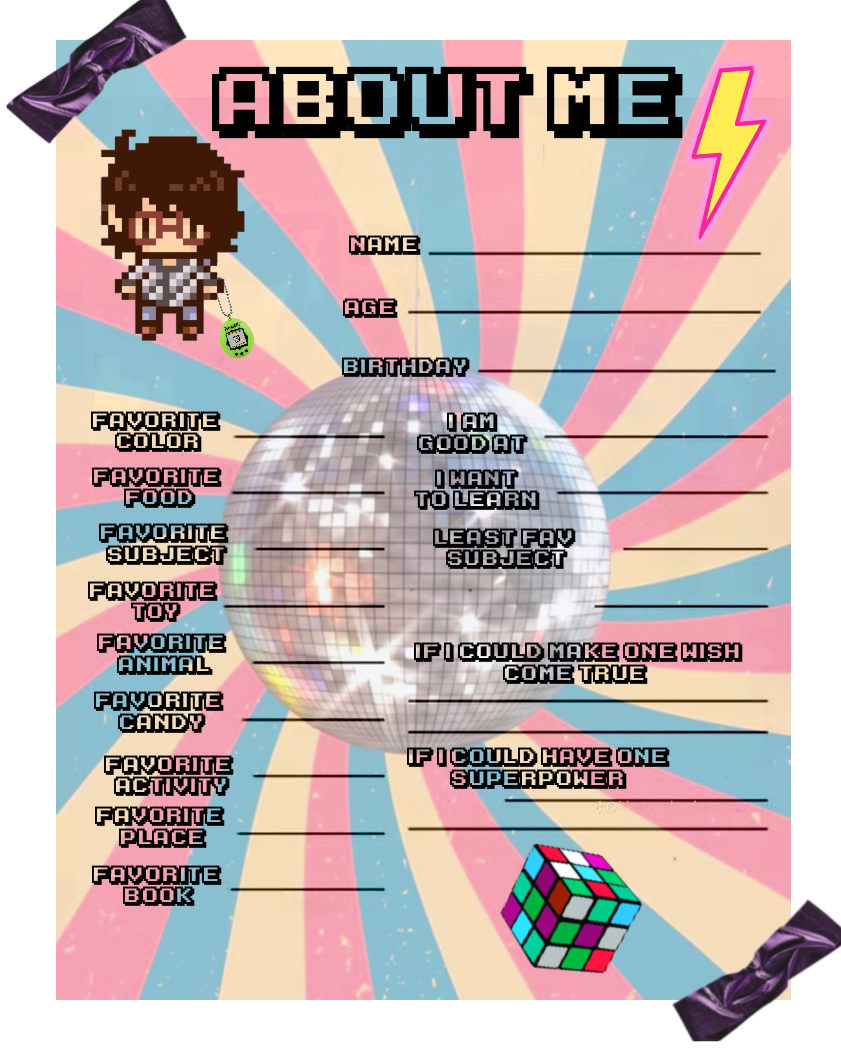 ABOUT ME
NAME
AGE
BIRTHDAY
FAVORITE
COLOR
FAVORITE
FOOD
FAVORITE
SUBJECT
FAVORITE
TOY
FAVORITE
ANIMAL
FAVORITE
CANDY
FAVORITE
ACTIVITY
FAVORITE
PLACE
FAVORITE
BOOK
I AM
GOOD AT
I WANT
TO LEARN
LEAST FAV
SUBJECT
IF I COULD MAKE ONE WISH
COME TRUE
IF I COULD HAVE ONE
SUPERPOWER